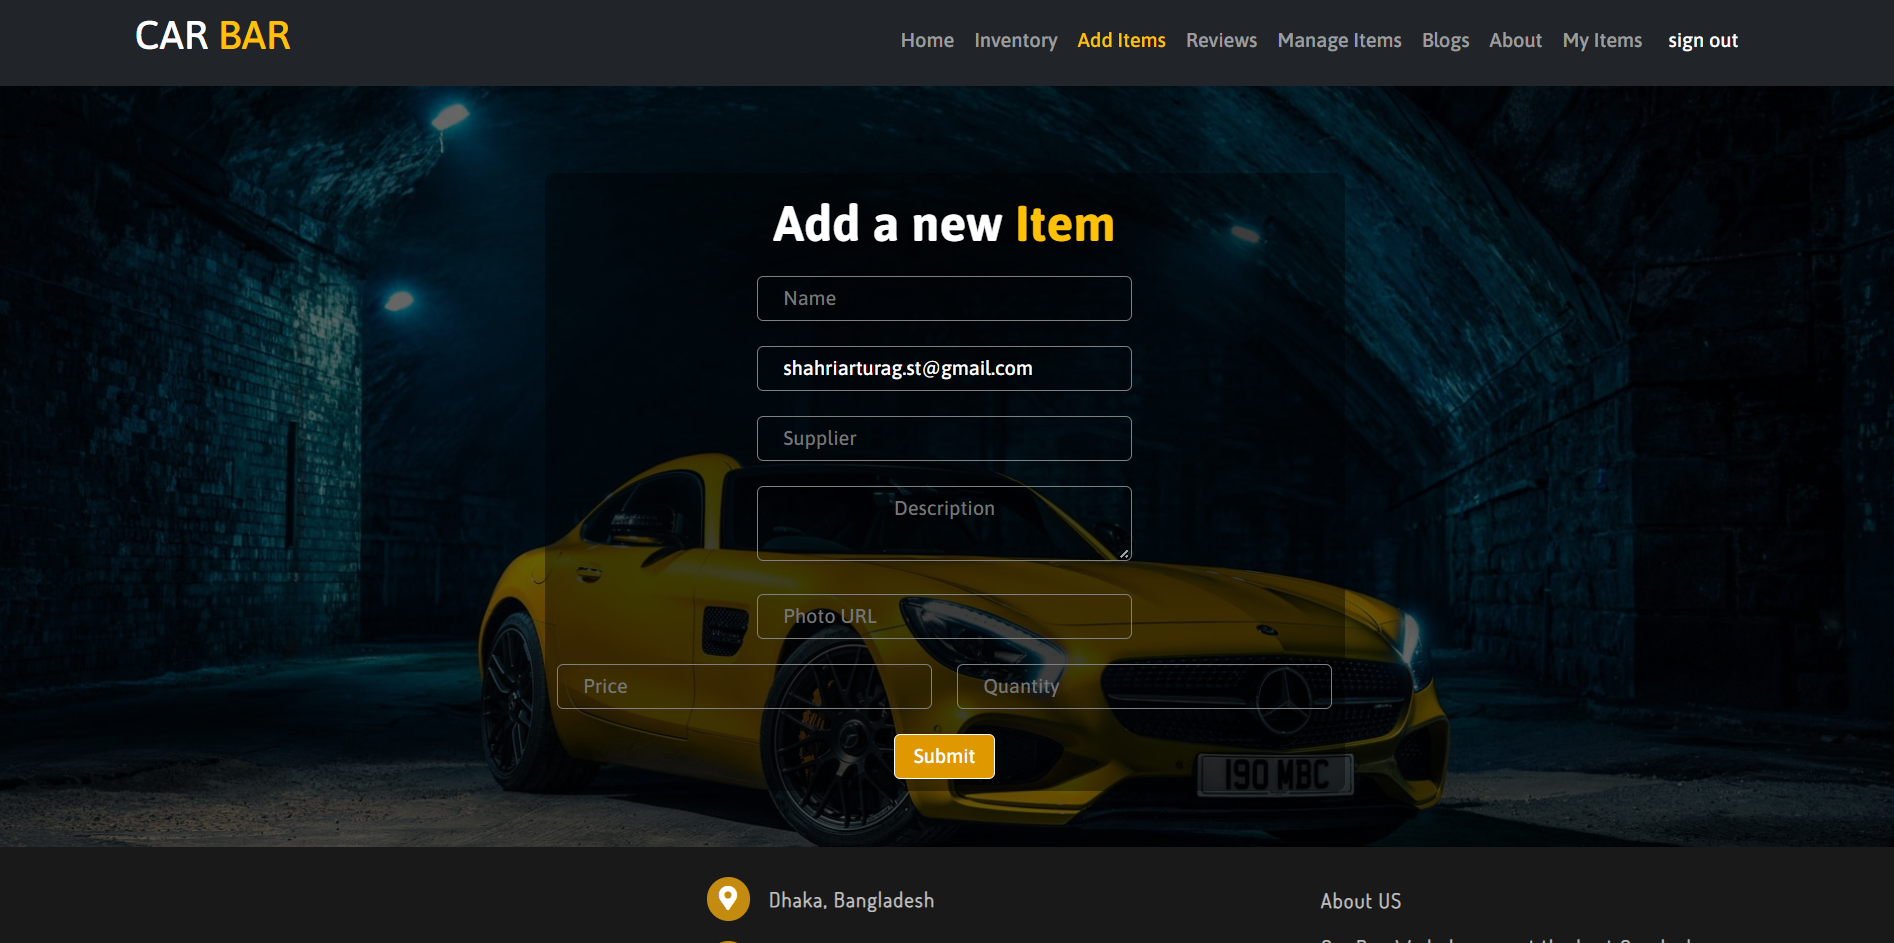 CAR BAR
Home Inventory Add Items Reviews Manage Items Blogs About My Items sign out
Add a new Item
Name
shahriarturag.st@gmail.com
Supplier
Description
Photo URL
Price Quantity
Submit
190 MBC
Dhaka, Bangladesh About US